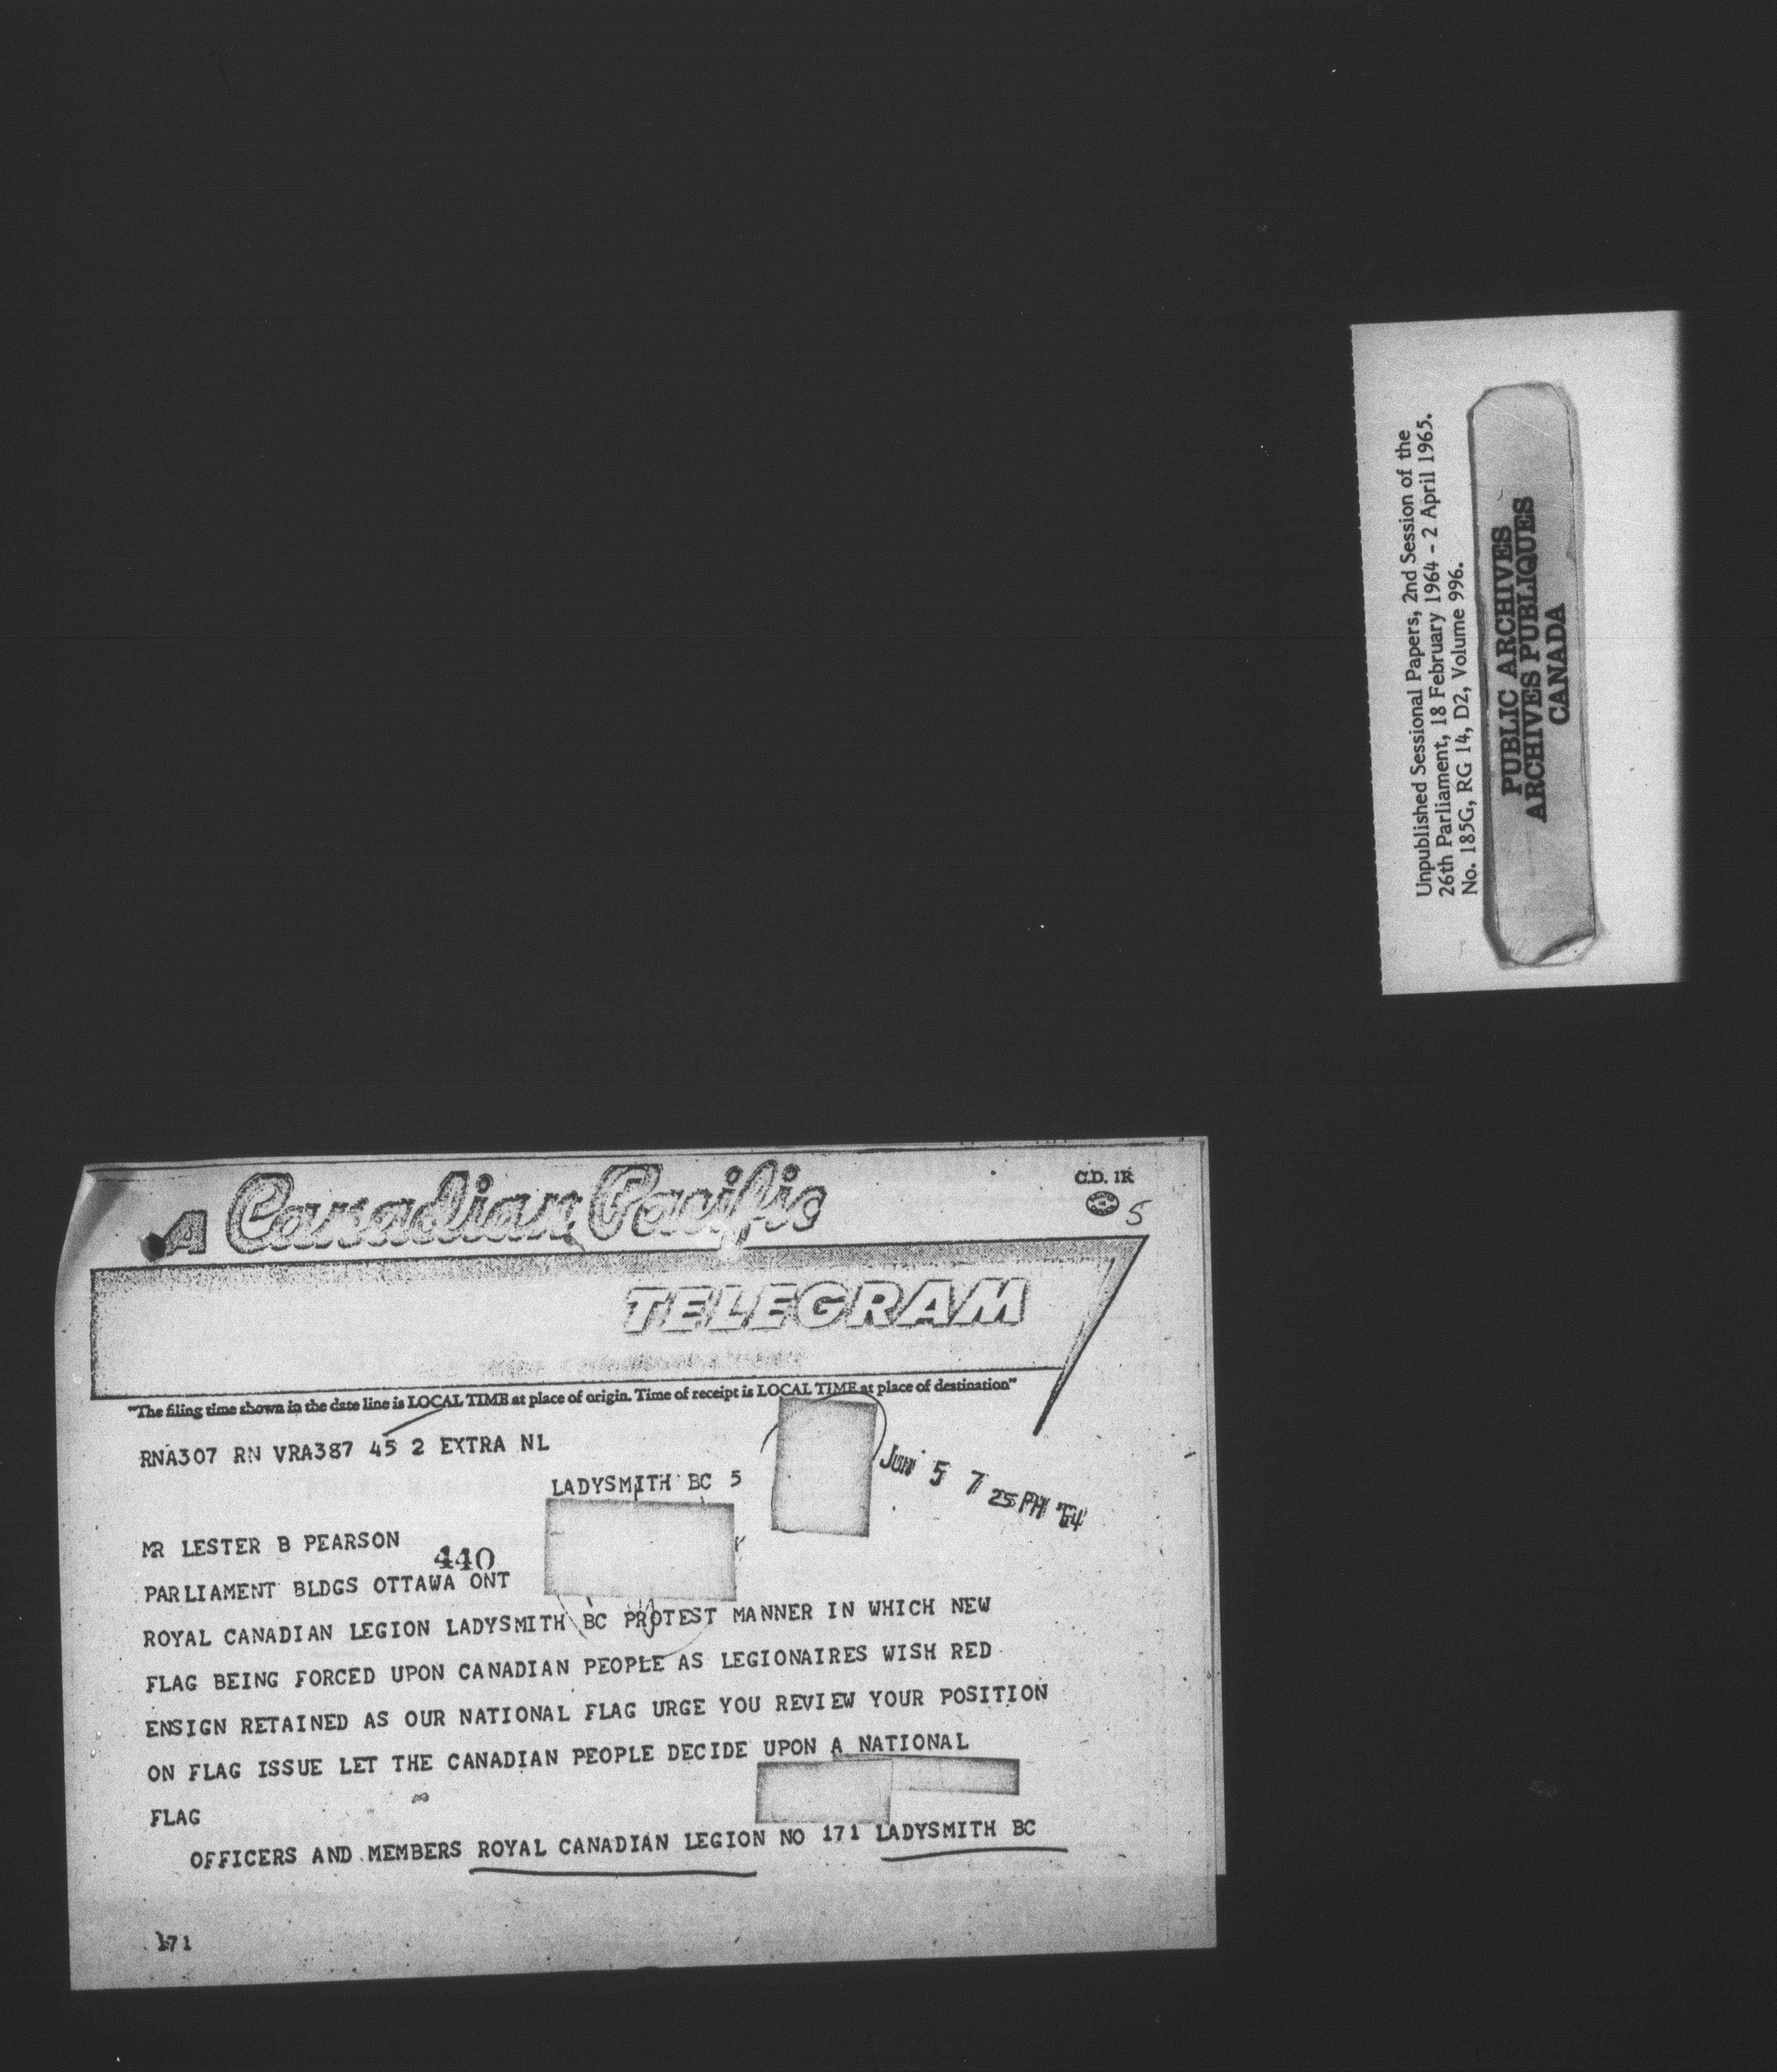 Unpublished Sessional Papers, 2nd Session of the
26th Parliament, 18 February 1964 - 2 April 1965.
No. 185G, RG 14, D2, Volume 996.
PUBLIC ARCHIVES
ARCHIVES PUBLIQUES
CANADA
A Canadian Pacific
C.D. 1R
5
TELEGRAM
"The filing time shown in the date line is LOCAL TIME at place of origin. Time of receipt is LOCAL TIME at place of destination"
RNA307 RN VRA387 45 2 EXTRA NL
LADYSMITH BC 5
JUN 5 7 25 PM '64
MR LESTER B PEARSON
440
PARLIAMENT BLDGS OTTAWA ONT
ROYAL CANADIAN LEGION LADYSMITH BC PROTEST MANNER IN WHICH NEW
FLAG BEING FORCED UPON CANADIAN PEOPLE AS LEGIONAIRES WISH RED
ENSIGN RETAINED AS OUR NATIONAL FLAG URGE YOU REVIEW YOUR POSITION
ON FLAG ISSUE LET THE CANADIAN PEOPLE DECIDE UPON A NATIONAL
FLAG
OFFICERS AND MEMBERS ROYAL CANADIAN LEGION NO 171 LADYSMITH BC
171